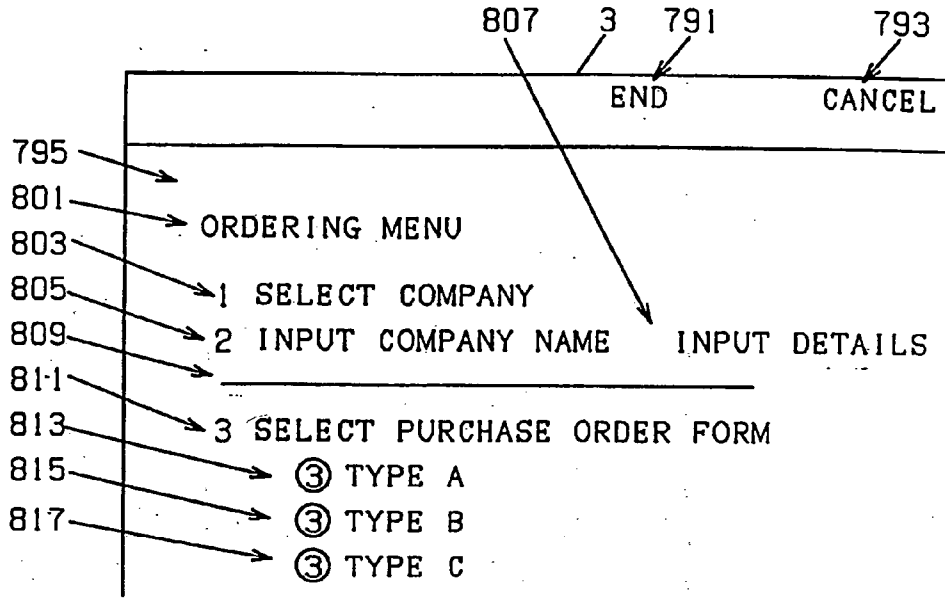 807 3 791 793
END CANCEL
795
801
ORDERING MENU
803
1 SELECT COMPANY
805
2 INPUT COMPANY NAME INPUT DETAILS
809
811
3 SELECT PURCHASE ORDER FORM
813
③ TYPE A
815
③ TYPE B
817
③ TYPE C